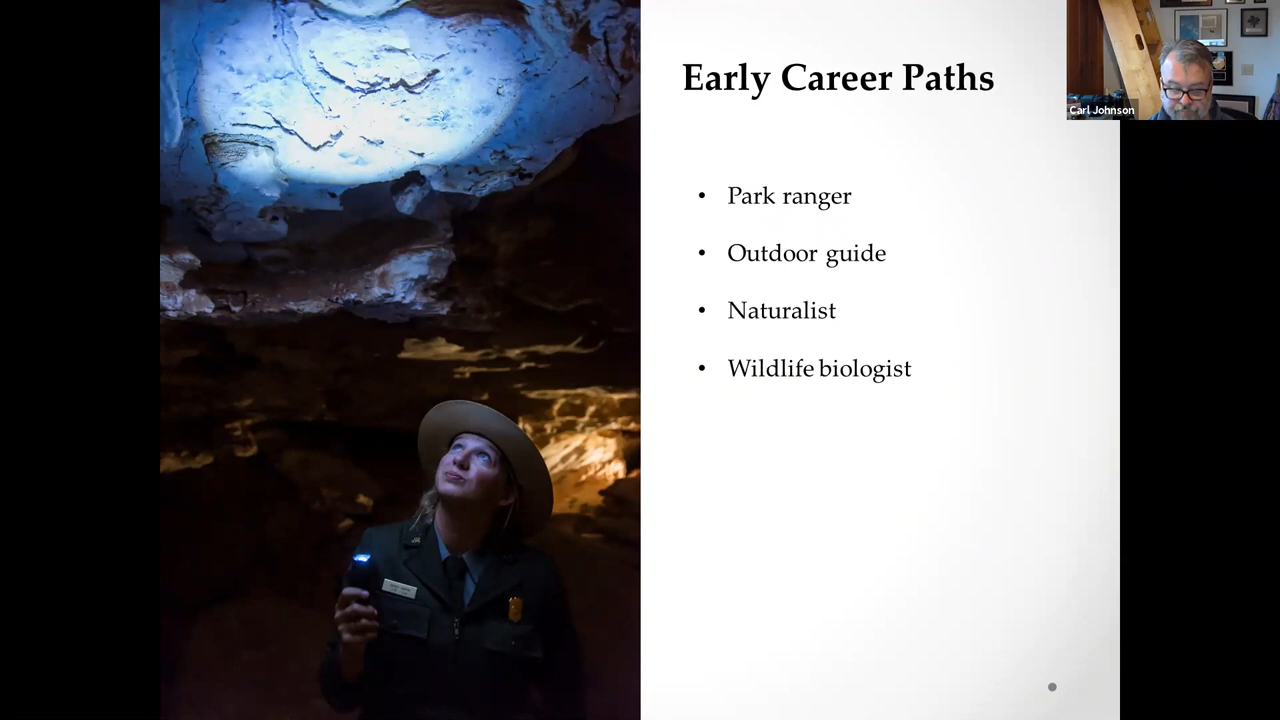 Early Career Paths
Carl Johnson
• Park ranger
• Outdoor guide
• Naturalist
• Wildlife biologist